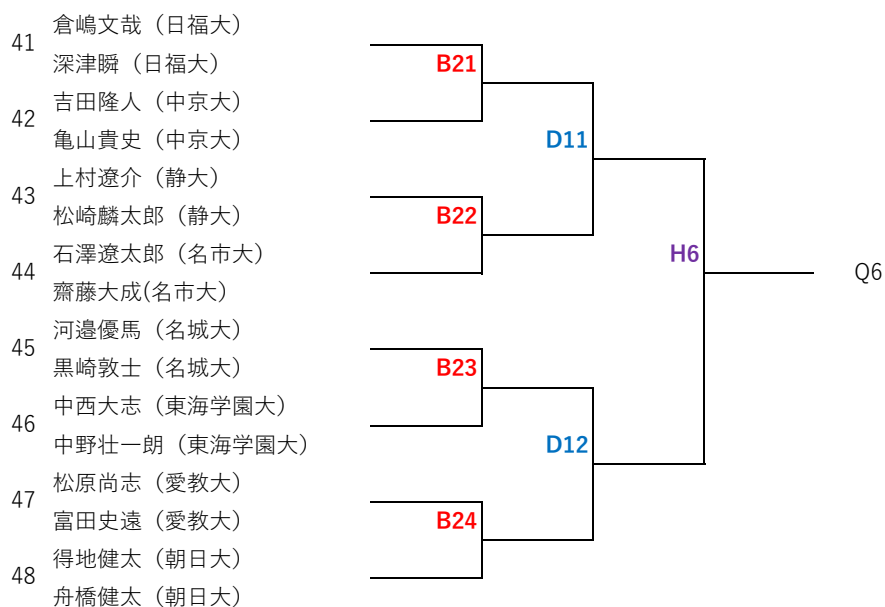 倉嶋文哉（日福大）
41
深津瞬（日福大）
B21
吉田隆人（中京大）
42
亀山貴史（中京大）
D11
上村遼介（静大）
43
松崎麟太郎（静大）
B22
石澤遼太郎（名市大）
H6
44
Q6
齋藤大成(名市大）
河邉優馬（名城大）
45
黒崎敦士（名城大）
B23
中西大志（東海学園大）
46
中野壮一朗（東海学園大）
D12
松原尚志（愛教大）
47
富田史遠（愛教大）
B24
得地健太（朝日大）
48
舟橋健太（朝日大）